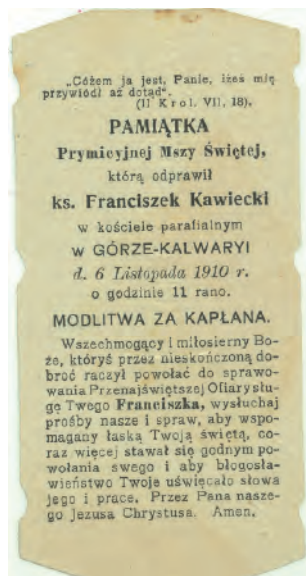 „Cóżem ja jest, Panie, iżeś mię
przywiódł aż dotąd“.
(II Krol. VII, 18).
PAMIĄTKA
Prymicyjnej Mszy Świętej,
którą odprawił
ks. Franciszek Kawiecki
w kościele parafialnym
w GÓRZE-KALWARYI
d. 6 Listopada 1910 r.
o godzinie 11 rano.
MODLITWA ZA KAPŁANA.
Wszechmogący i miłosierny Bo-
że, któryś przez nieskończoną do-
broć raczył powołać do sprawo-
wania Przenajświętszej Ofiary słu-
gę Twego Franciszka, wysłuchaj
prośby nasze i spraw, aby wspo-
magany łaską Twoją świętą, co-
raz więcej stawał się godnym po-
wołania swego i aby błogosła-
wieństwo Twoje uświęcało słowa
jego i prace. Przez Pana nasze-
go Jezusa Chrystusa. Amen.